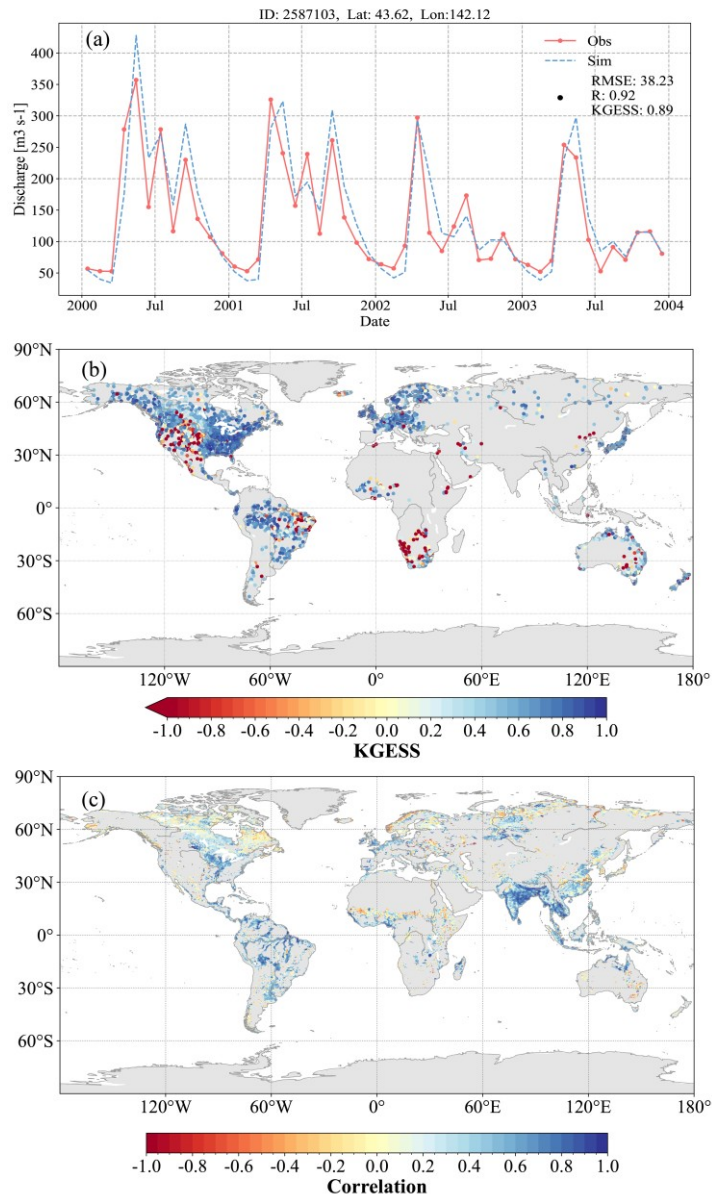 ID: 2587103, Lat: 43.62, Lon:142.12
(a)
Obs
Sim
RMSE: 38.23
R: 0.92
KGESS: 0.89
Discharge [m3 s-1]
400
350
300
250
200
150
100
50
2000 Jul 2001 Jul 2002 Jul 2003 Jul 2004
Date
(b)
90°N
60°N
30°N
0°
30°S
60°S
120°W 60°W 0° 60°E 120°E 180°
-1.0 -0.8 -0.6 -0.4 -0.2 0.0 0.2 0.4 0.6 0.8 1.0
KGESS
(c)
90°N
60°N
30°N
0°
30°S
60°S
120°W 60°W 0° 60°E 120°E 180°
-1.0 -0.8 -0.6 -0.4 -0.2 0.0 0.2 0.4 0.6 0.8 1.0
Correlation